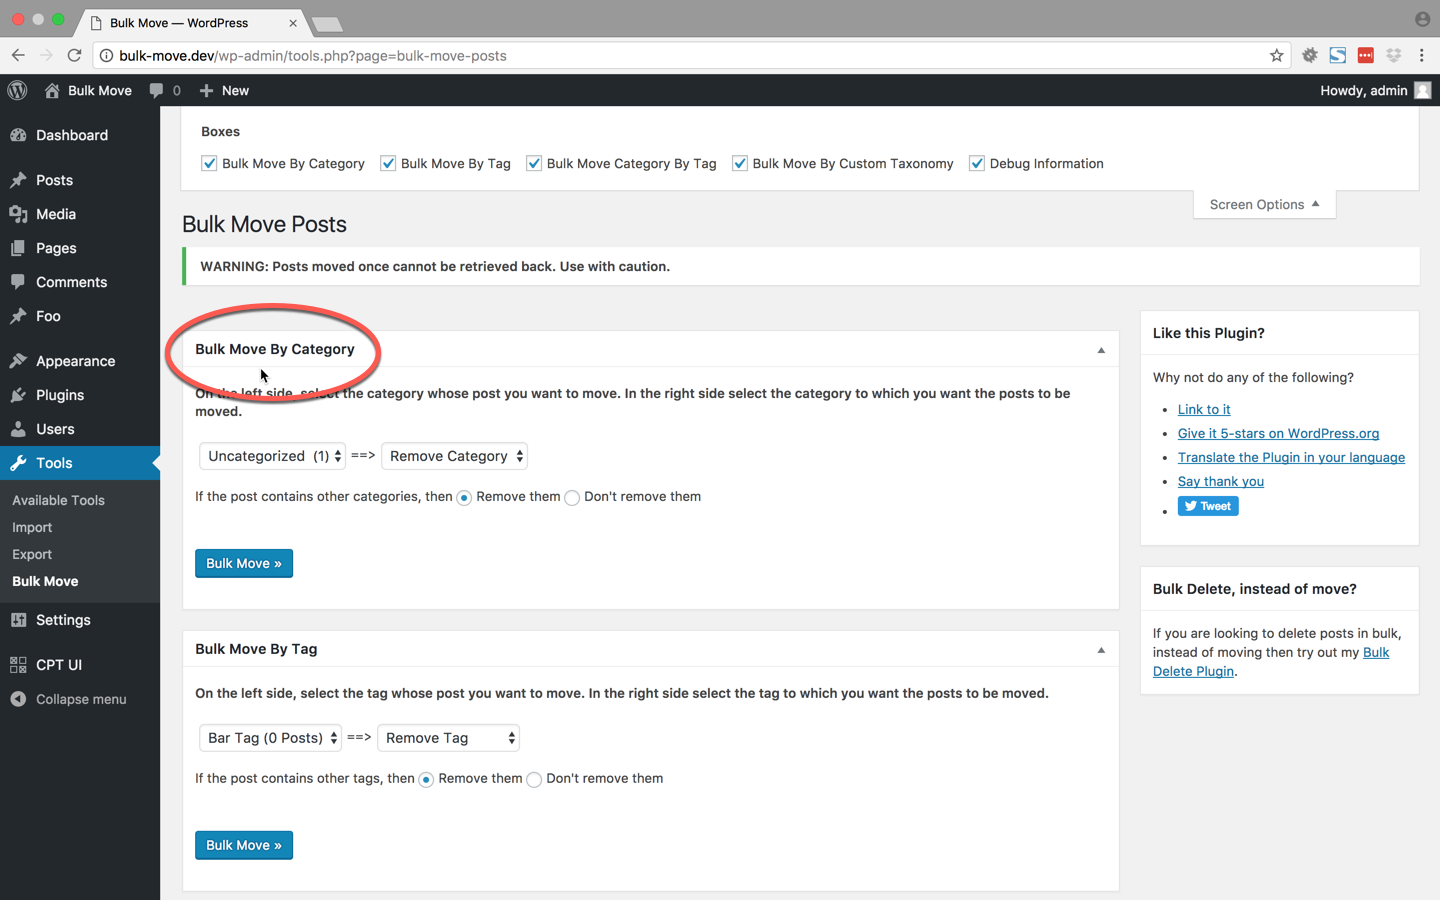 Bulk Move — WordPress
bulk-move.dev/wp-admin/tools.php?page=bulk-move-posts
Bulk Move 0 New Howdy, admin
Dashboard
Posts
Media
Pages
Comments
Foo
Appearance
Plugins
Users
Tools
Available Tools
Import
Export
Bulk Move
Settings
CPT UI
Collapse menu
Boxes
Bulk Move By Category Bulk Move By Tag Bulk Move Category By Tag Bulk Move By Custom Taxonomy Debug Information
Screen Options
Bulk Move Posts
WARNING: Posts moved once cannot be retrieved back. Use with caution.
Bulk Move By Category
On the left side, select the category whose post you want to move. In the right side select the category to which you want the posts to be
moved.
Uncategorized (1) ==> Remove Category
If the post contains other categories, then Remove them Don't remove them
Bulk Move »
Bulk Move By Tag
On the left side, select the tag whose post you want to move. In the right side select the tag to which you want the posts to be moved.
Bar Tag (0 Posts) ==> Remove Tag
If the post contains other tags, then Remove them Don't remove them
Bulk Move »
Like this Plugin?
Why not do any of the following?
• Link to it
• Give it 5-stars on WordPress.org
• Translate the Plugin in your language
• Say thank you
• Tweet
Bulk Delete, instead of move?
If you are looking to delete posts in bulk,
instead of moving then try out my Bulk
Delete Plugin.